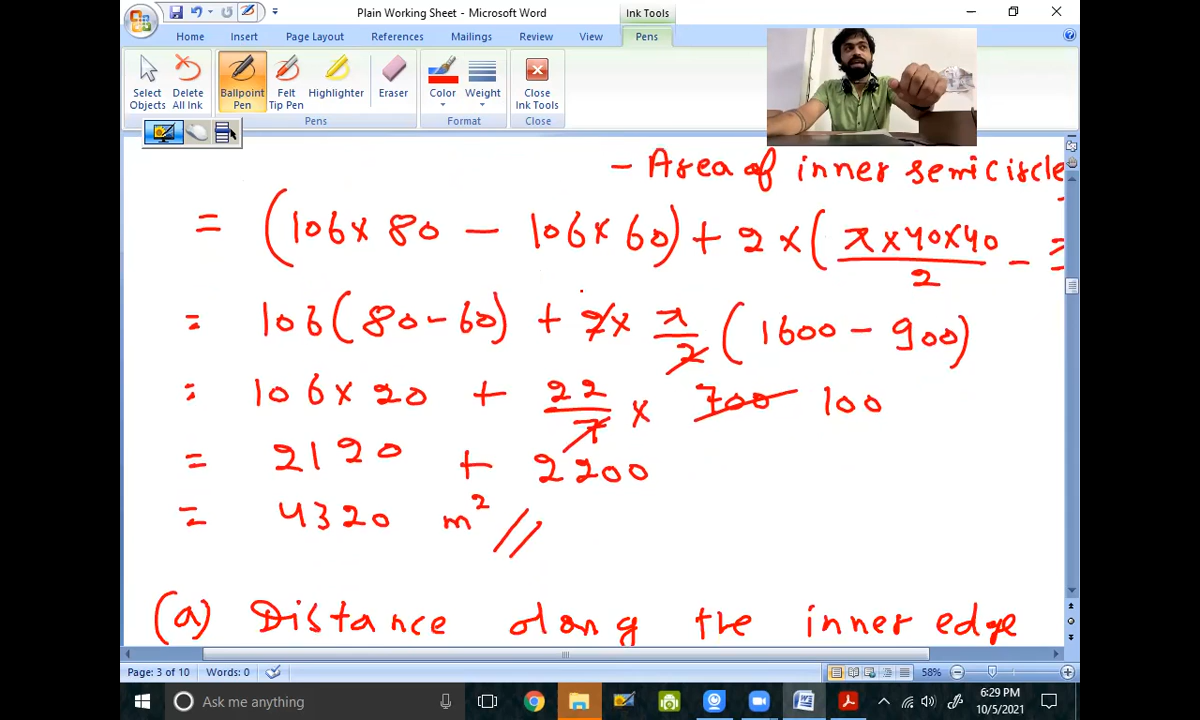 Plain Working Sheet - Microsoft Word
Ink Tools
Home Insert Page Layout References Mailings Review View Pens
Select Objects
Delete All Ink
Ballpoint Pen
Felt Tip Pen
Highlighter
Eraser
Color
Weight
Close Ink Tools
Pens Format Close
- Area of inner semicircle
= (106 x 80 - 106 x 60) + 2 x (π x 40 x 40 / 2 -
= 106 (80 - 60) + 2 x π/2 (1600 - 900)
= 106 x 20 + 22/7 x 700 100
= 2120 + 2200
= 4320 m² //
(a) Distance along the inner edge
Page: 3 of 10 Words: 0 58%
Ask me anything
6:29 PM
10/5/2021